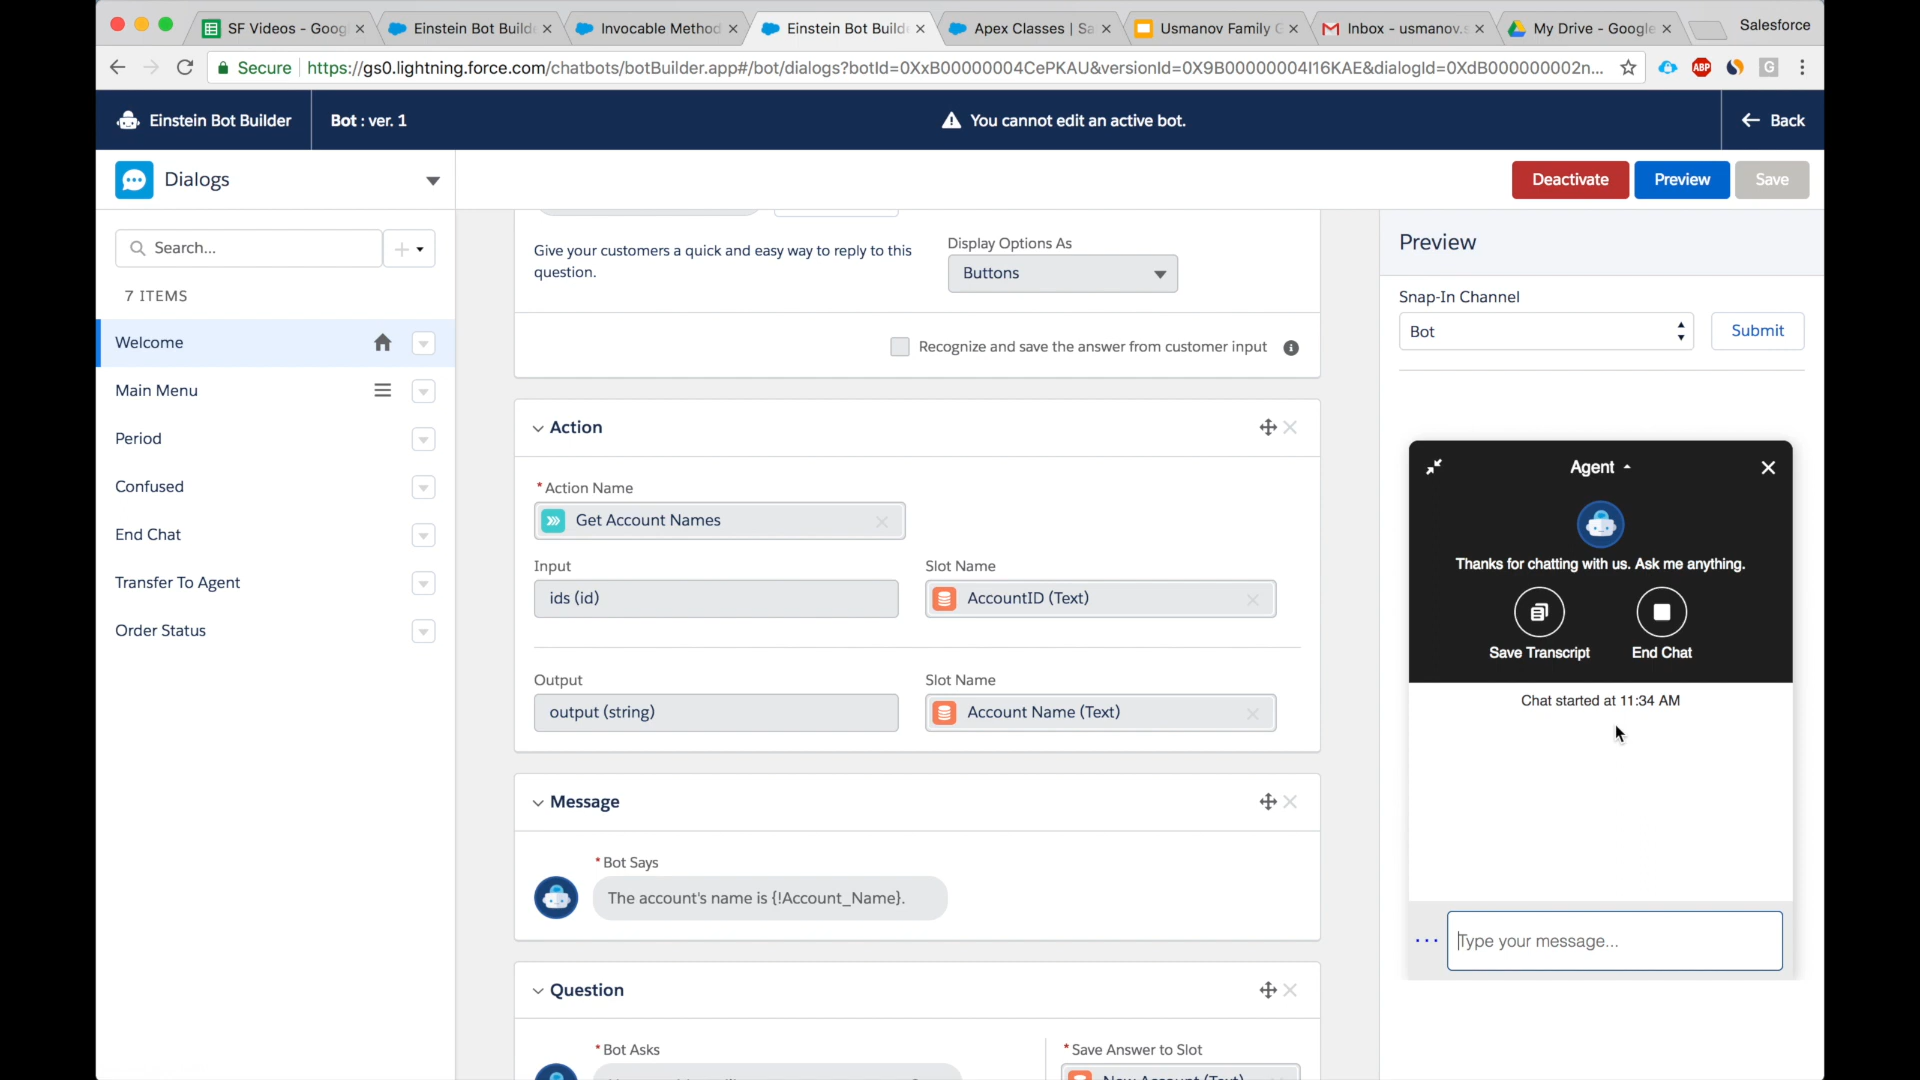 SF Videos - Goog
Einstein Bot Builde
Invocable Method
Einstein Bot Builde
Apex Classes | Sa
Usmanov Family G
Inbox - usmanov.s
My Drive - Google
Salesforce
Secure
https://gs0.lightning.force.com/chatbots/botBuilder.app#/bot/dialogs?botId=0XxB00000004CePKAU&versionId=0X9B00000004I16KAE&dialogId=0XdB000000002n...
ABP
G
Einstein Bot Builder
Bot : ver. 1
You cannot edit an active bot.
Back
Dialogs
Deactivate
Preview
Save
Search...
7 ITEMS
Welcome
Main Menu
Period
Confused
End Chat
Transfer To Agent
Order Status
Give your customers a quick and easy way to reply to this
question.
Display Options As
Buttons
Recognize and save the answer from customer input
Action
*Action Name
Get Account Names
Input
ids (id)
Slot Name
AccountID (Text)
Output
output (string)
Slot Name
Account Name (Text)
Message
*Bot Says
The account's name is {!Account_Name}.
Question
*Bot Asks
*Save Answer to Slot
Preview
Snap-In Channel
Bot
Submit
Agent
Thanks for chatting with us. Ask me anything.
Save Transcript
End Chat
Chat started at 11:34 AM
Type your message...